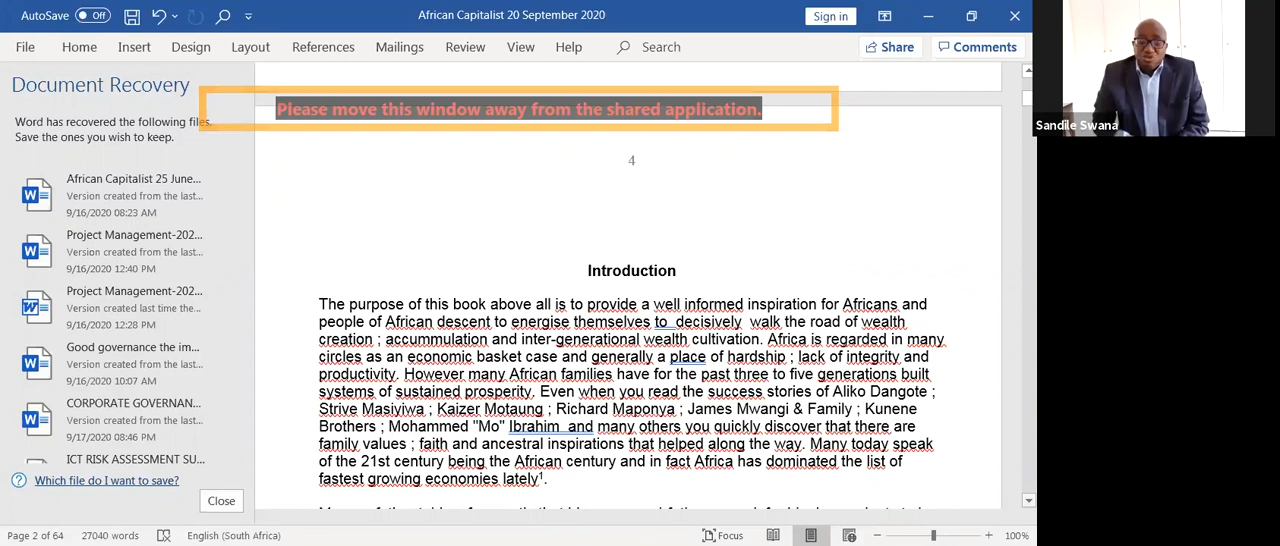 AutoSave Off African Capitalist 20 September 2020 Sign in
File Home Insert Design Layout References Mailings Review View Help Search Share Comments
Document Recovery
Word has recovered the following files.
Save the ones you wish to keep.
African Capitalist 25 June...
Version created from the last...
9/16/2020 08:23 AM
Project Management-202...
Version created from the last...
9/16/2020 12:40 PM
Project Management-202...
Version created last time the...
9/16/2020 12:28 PM
Good governance the im...
Version created from the last...
9/16/2020 10:07 AM
CORPORATE GOVERNAN...
Version created from the last...
9/17/2020 08:46 PM
ICT RISK ASSESSMENT SU...
Which file do I want to save?
Close
Please move this window away from the shared application.
4
Introduction
The purpose of this book above all is to provide a well informed inspiration for Africans and
people of African descent to energise themselves to decisively walk the road of wealth
creation ; accummulation and inter-generational wealth cultivation. Africa is regarded in many
circles as an economic basket case and generally a place of hardship ; lack of integrity and
productivity. However many African families have for the past three to five generations built
systems of sustained prosperity. Even when you read the success stories of Aliko Dangote ;
Strive Masiyiwa ; Kaizer Motaung ; Richard Maponya ; James Mwangi & Family ; Kunene
Brothers ; Mohammed "Mo" Ibrahim and many others you quickly discover that there are
family values ; faith and ancestral inspirations that helped along the way. Many today speak
of the 21st century being the African century and in fact Africa has dominated the list of
fastest growing economies lately¹.
Sandile Swana
Page 2 of 64 27040 words English (South Africa) Focus 100%